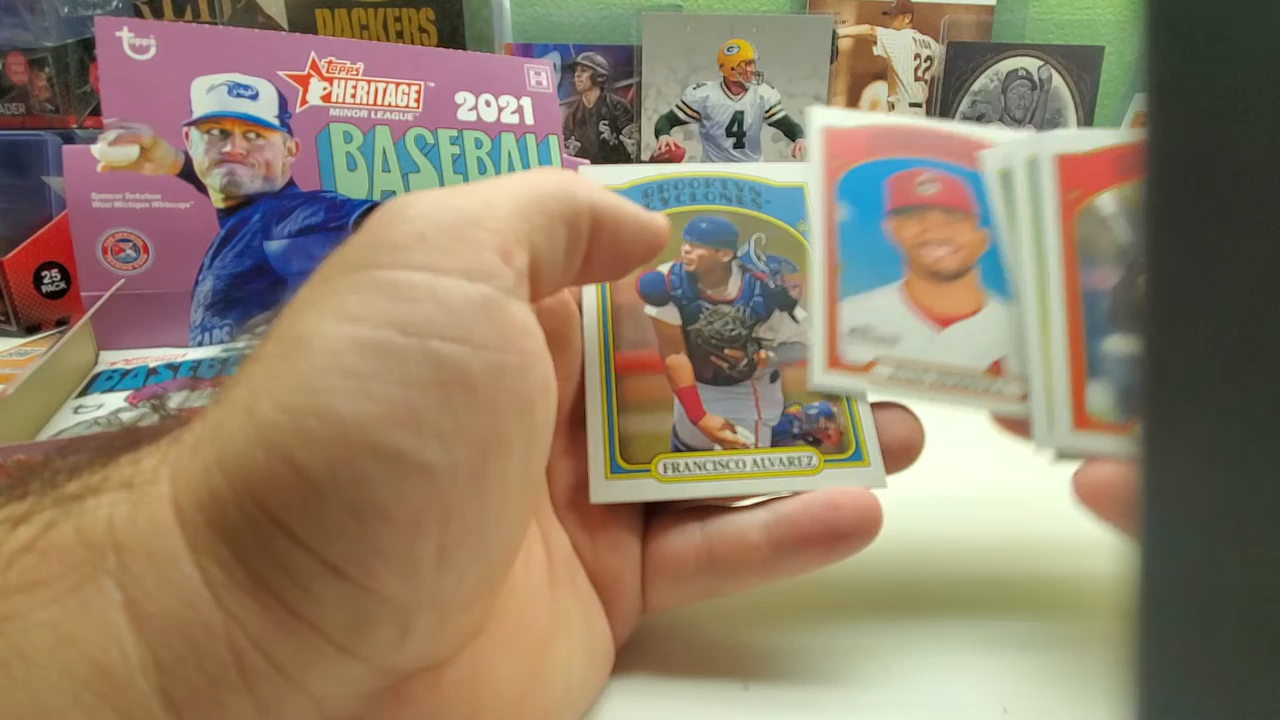 PACKERS
topps
topps
HERITAGE
MINOR LEAGUE
2021
BASEBALL
Spencer Torkelson
West Michigan Whitecaps
25
PACK
BASEB
4
22
BROOKLYN
CYCLONES
FRANCISCO ALVAREZ